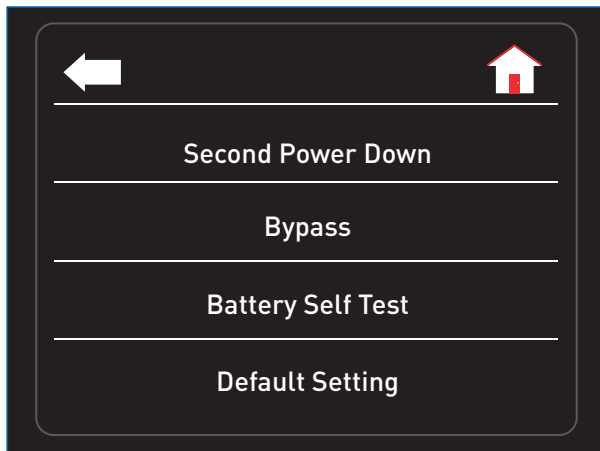 Second Power Down
Bypass
Battery Self Test
Default Setting